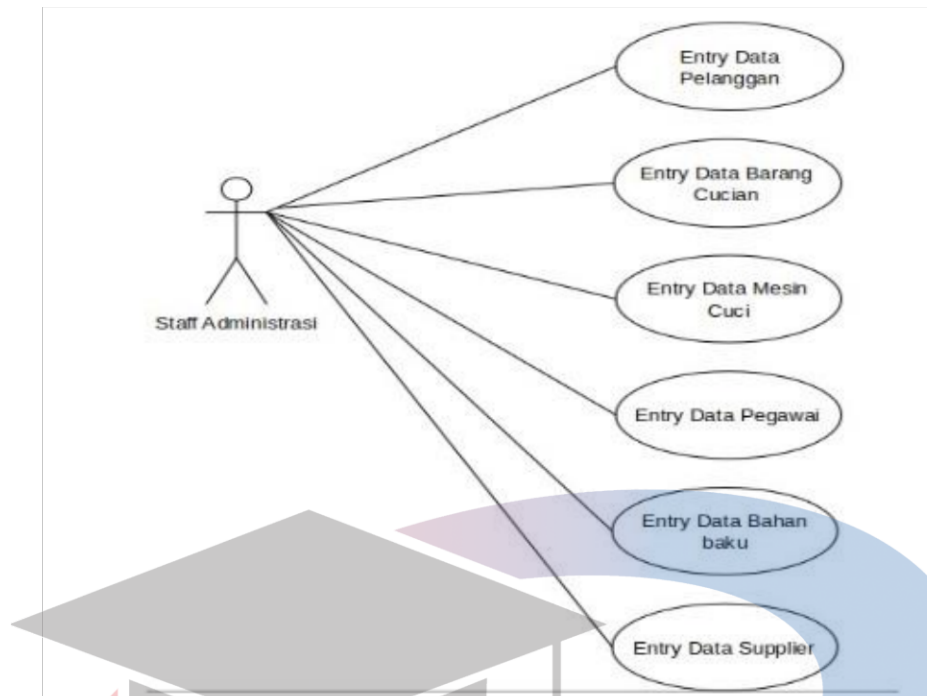 Entry Data
Pelanggan
Entry Data Barang
Cucian
Entry Data Mesin
Cuci
Staff Administrasi
Entry Data Pegawai
Entry Data Bahan
baku
Entry Data Supplier